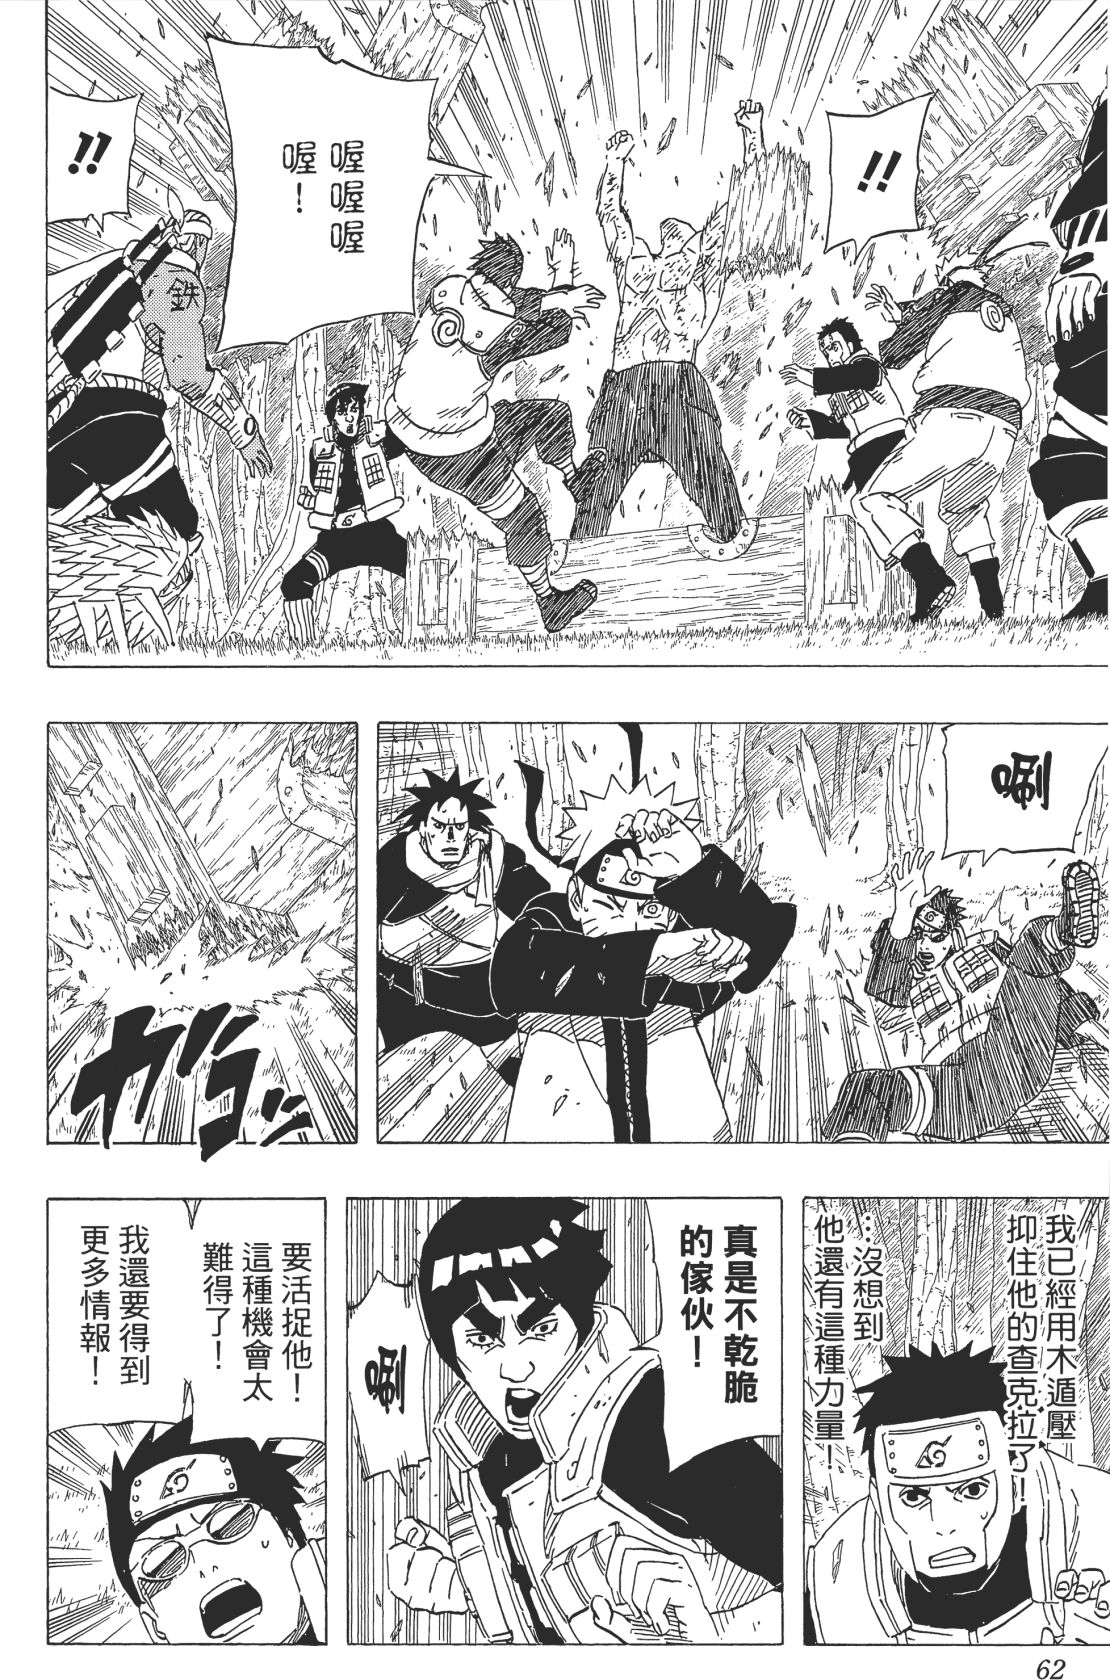 !!
喔喔喔
喔！
!!
鉄
唰
ガラッ
我已經用木遁壓
抑住他的查克拉了！
…沒想到
他還有這種力量！
真是不乾脆
的傢伙！
唰
要活捉他！
這種機會太
難得了！
我還要得到
更多情報！
62